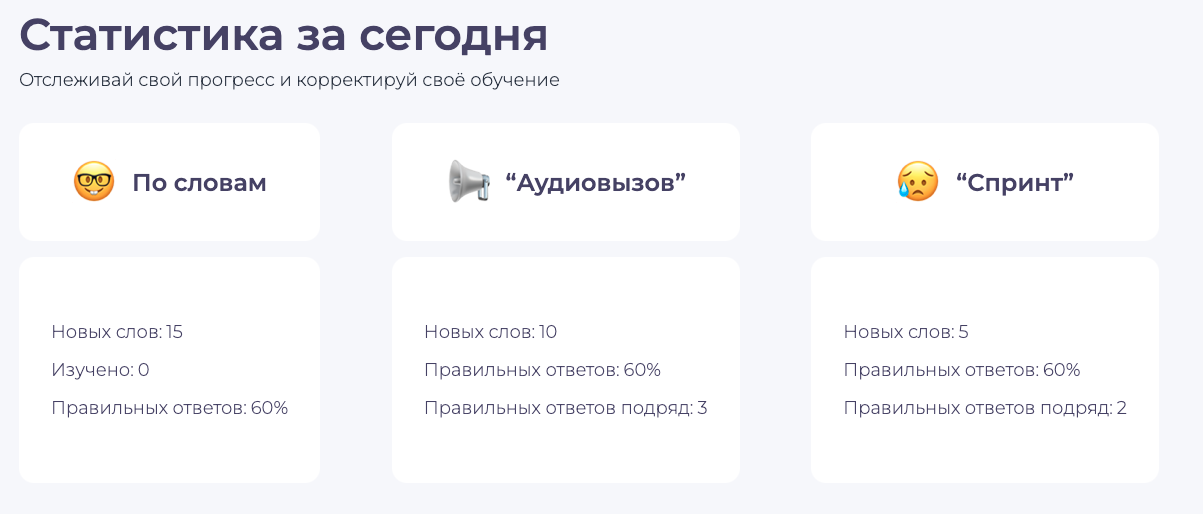 Статистика за сегодня
Отслеживай свой прогресс и корректируй своё обучение
По словам
Новых слов: 15
Изучено: 0
Правильных ответов: 60%
“Аудиовызов”
Новых слов: 10
Правильных ответов: 60%
Правильных ответов подряд: 3
“Спринт”
Новых слов: 5
Правильных ответов: 60%
Правильных ответов подряд: 2